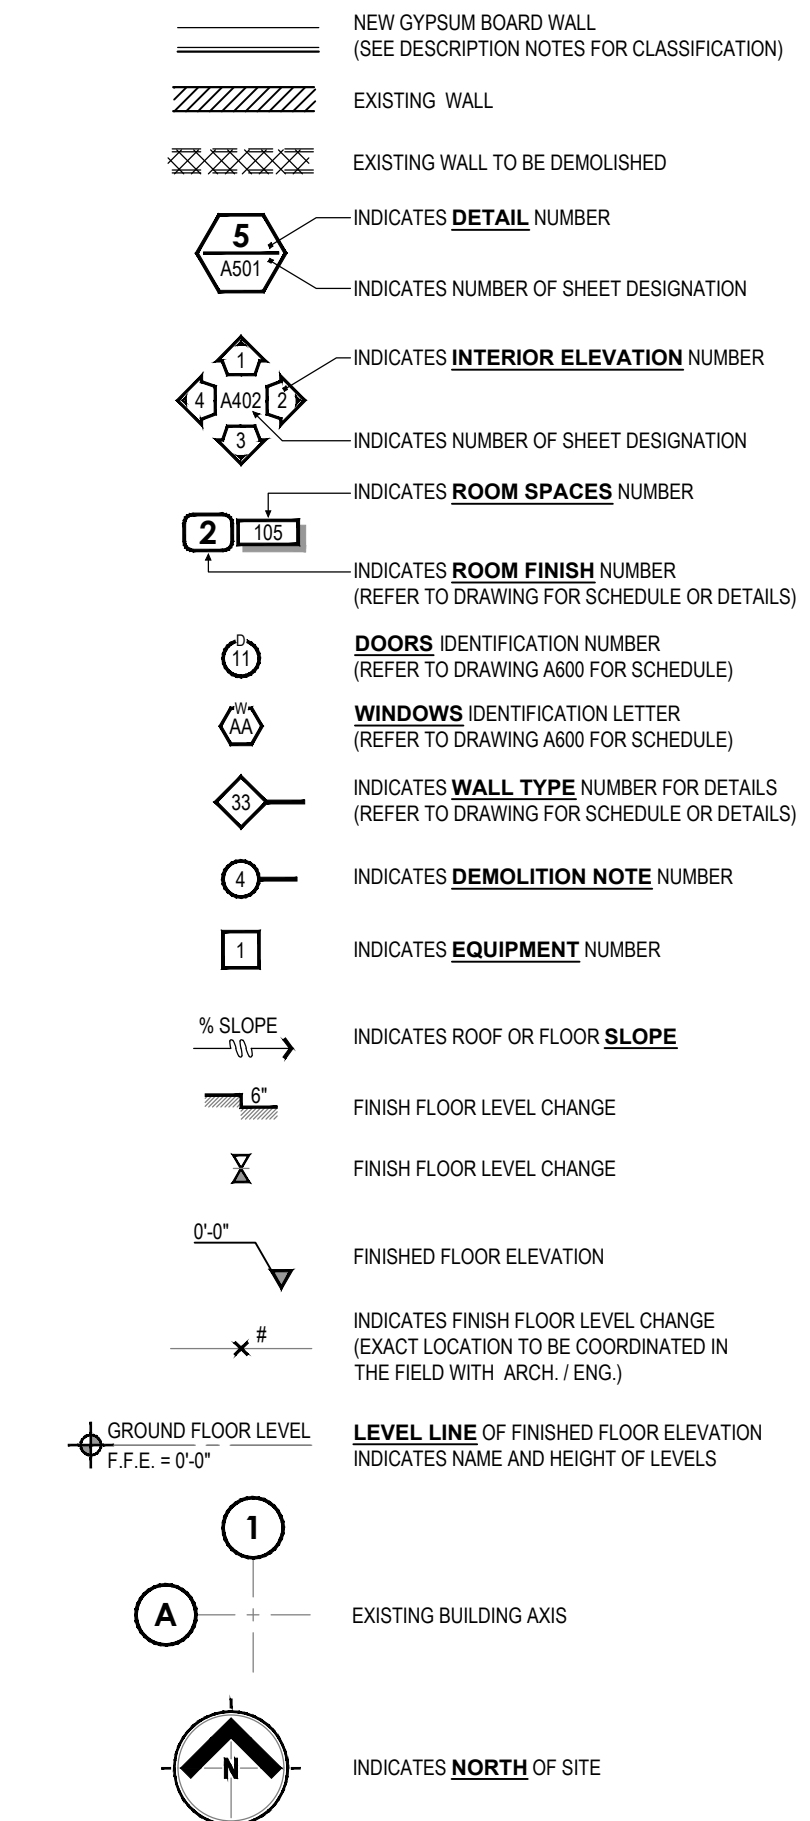 NEW GYPSUM BOARD WALL
(SEE DESCRIPTION NOTES FOR CLASSIFICATION)
EXISTING WALL
EXISTING WALL TO BE DEMOLISHED
INDICATES DETAIL NUMBER
5
A501
INDICATES NUMBER OF SHEET DESIGNATION
INDICATES INTERIOR ELEVATION NUMBER
1
4 A402 2
3
INDICATES NUMBER OF SHEET DESIGNATION
INDICATES ROOM SPACES NUMBER
2 105
INDICATES ROOM FINISH NUMBER
(REFER TO DRAWING FOR SCHEDULE OR DETAILS)
D
11
DOORS IDENTIFICATION NUMBER
(REFER TO DRAWING A600 FOR SCHEDULE)
W
AA
WINDOWS IDENTIFICATION LETTER
(REFER TO DRAWING A600 FOR SCHEDULE)
33
INDICATES WALL TYPE NUMBER FOR DETAILS
(REFER TO DRAWING FOR SCHEDULE OR DETAILS)
4
INDICATES DEMOLITION NOTE NUMBER
1
INDICATES EQUIPMENT NUMBER
% SLOPE
INDICATES ROOF OR FLOOR SLOPE
6"
FINISH FLOOR LEVEL CHANGE
FINISH FLOOR LEVEL CHANGE
0'-0"
FINISHED FLOOR ELEVATION
#
INDICATES FINISH FLOOR LEVEL CHANGE
(EXACT LOCATION TO BE COORDINATED IN
THE FIELD WITH ARCH. / ENG.)
GROUND FLOOR LEVEL
F.F.E. = 0'-0"
LEVEL LINE OF FINISHED FLOOR ELEVATION
INDICATES NAME AND HEIGHT OF LEVELS
1
A
EXISTING BUILDING AXIS
N
INDICATES NORTH OF SITE